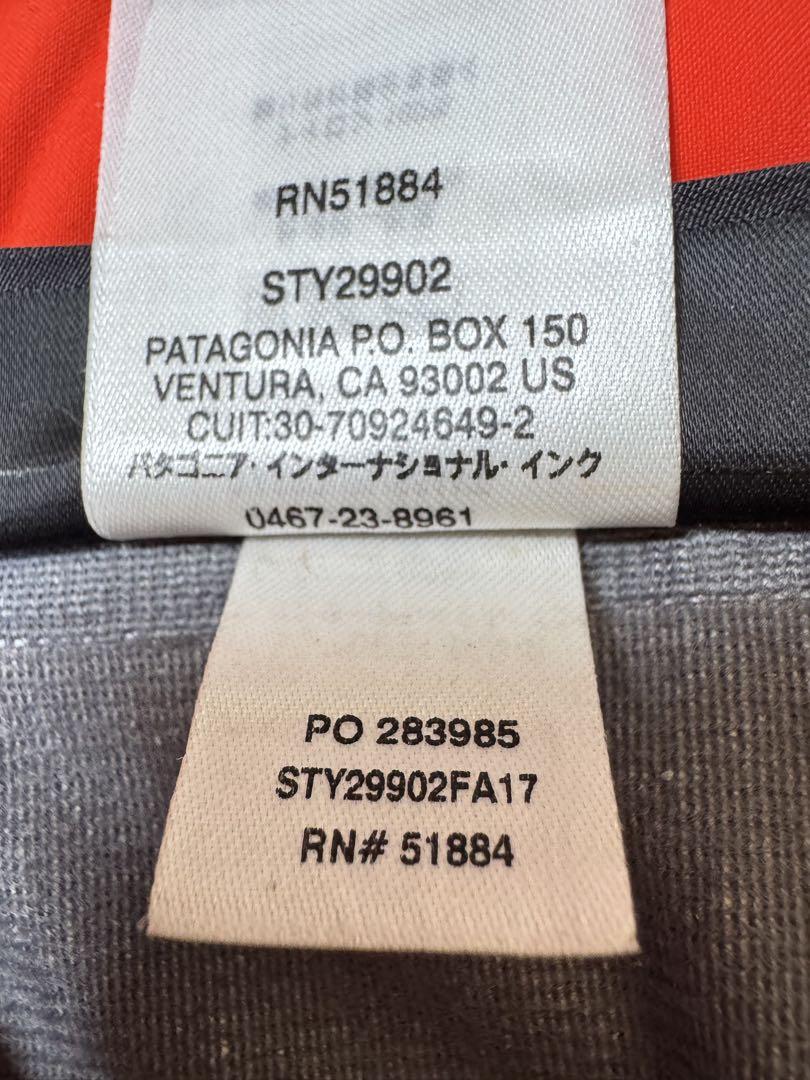 RN51884
STY29902
PATAGONIA P.O. BOX 150
VENTURA, CA 93002 US
CUIT:30-70924649-2
パタゴニア・インターナショナル・インク
0467-23-8961
PO 283985
STY29902FA17
RN# 51884